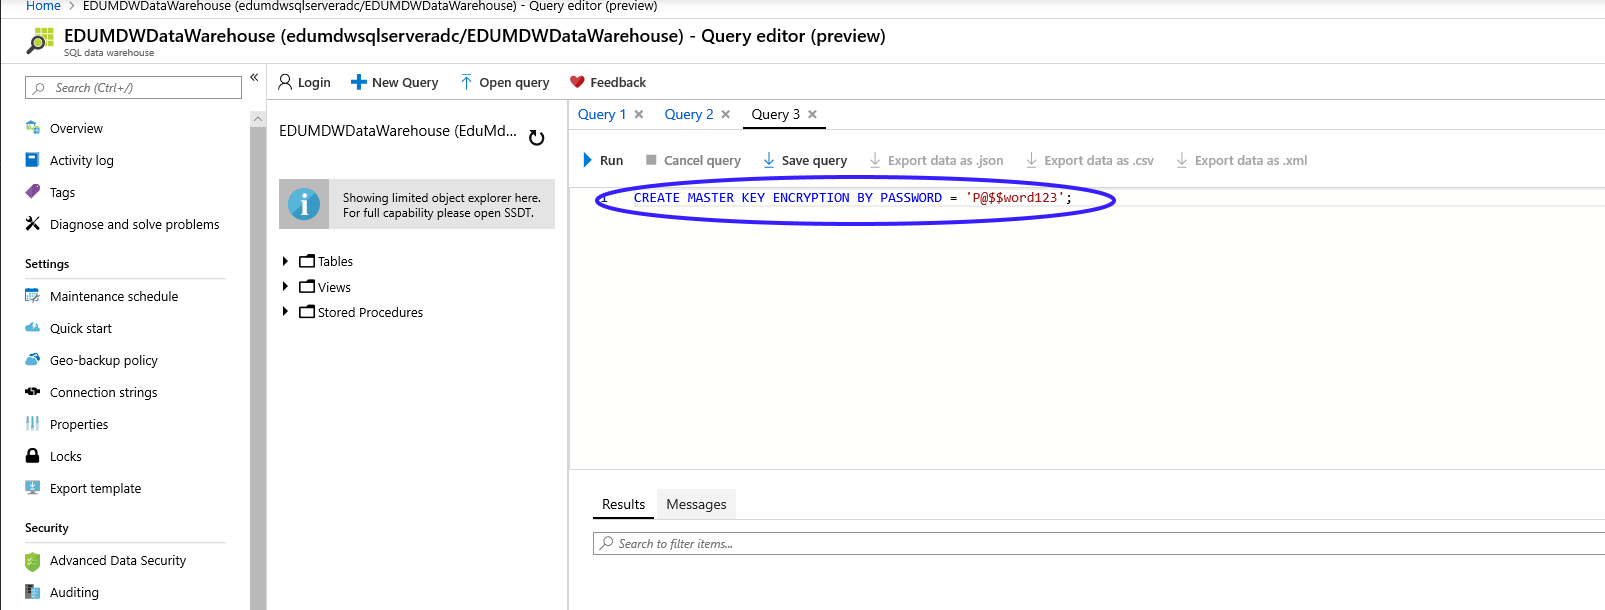 Home > EDUMDWDataWarehouse (edumdwsqlserveradc/EDUMDWDataWarehouse) - Query editor (preview)
EDUMDWDataWarehouse (edumdwsqlserveradc/EDUMDWDataWarehouse) - Query editor (preview)
SQL data warehouse
Search (Ctrl+/)
«
Overview
Activity log
Tags
Diagnose and solve problems
Settings
Maintenance schedule
Quick start
Geo-backup policy
Connection strings
Properties
Locks
Export template
Security
Advanced Data Security
Auditing
Login New Query Open query Feedback
EDUMDWDataWarehouse (EduMd...
Showing limited object explorer here.
For full capability please open SSDT.
Tables
Views
Stored Procedures
Query 1 × Query 2 × Query 3 ×
Run Cancel query Save query Export data as .json Export data as .csv Export data as .xml
1 CREATE MASTER KEY ENCRYPTION BY PASSWORD = 'P@$$word123';
Results Messages
Search to filter items...